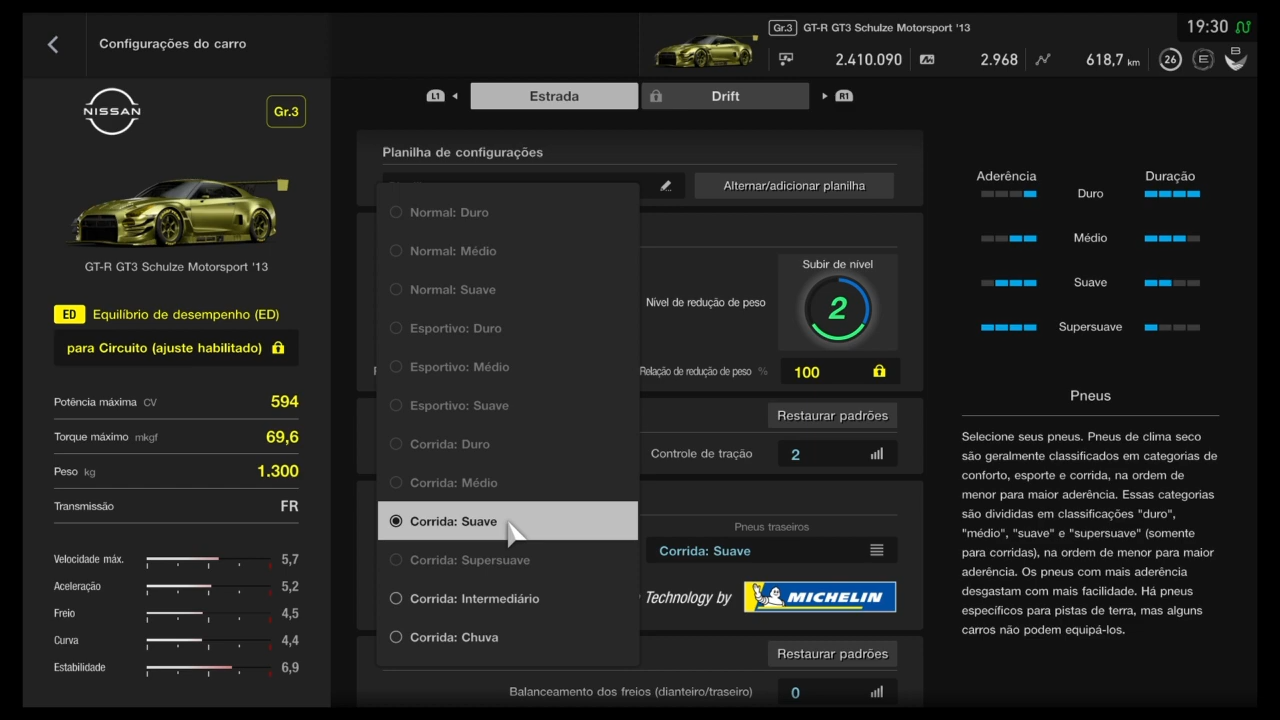 Configurações do carro
Gr.3 GT-R GT3 Schulze Motorsport '13
19:30
2.410.090
2.968
618,7 km
26
E
B
NISSAN
Gr.3
GT-R GT3 Schulze Motorsport '13
ED Equilíbrio de desempenho (ED)
para Circuito (ajuste habilitado)
Potência máxima CV 594
Torque máximo mkgf 69,6
Peso kg 1.300
Transmissão FR
Velocidade máx. 5,7
Aceleração 5,2
Freio 4,5
Curva 4,4
Estabilidade 6,9
L1 Estrada Drift R1
Planilha de configurações
Alternar/adicionar planilha
Normal: Duro
Normal: Médio
Normal: Suave
Esportivo: Duro
Esportivo: Médio
Esportivo: Suave
Corrida: Duro
Corrida: Médio
Corrida: Suave
Corrida: Supersuave
Corrida: Intermediário
Corrida: Chuva
Subir de nível
Nível de redução de peso 2
Relação de redução de peso % 100
Restaurar padrões
Controle de tração 2
Pneus traseiros
Corrida: Suave
Technology by MICHELIN
Restaurar padrões
Balanceamento dos freios (dianteiro/traseiro) 0
Aderência Duração
Duro
Médio
Suave
Supersuave
Pneus
Selecione seus pneus. Pneus de clima seco
são geralmente classificados em categorias de
conforto, esporte e corrida, na ordem de
menor para maior aderência. Essas categorias
são divididas em classificações "duro",
"médio", "suave" e "supersuave" (somente
para corridas), na ordem de menor para maior
aderência. Os pneus com mais aderência
desgastam com mais facilidade. Há pneus
específicos para pistas de terra, mas alguns
carros não podem equipá-los.